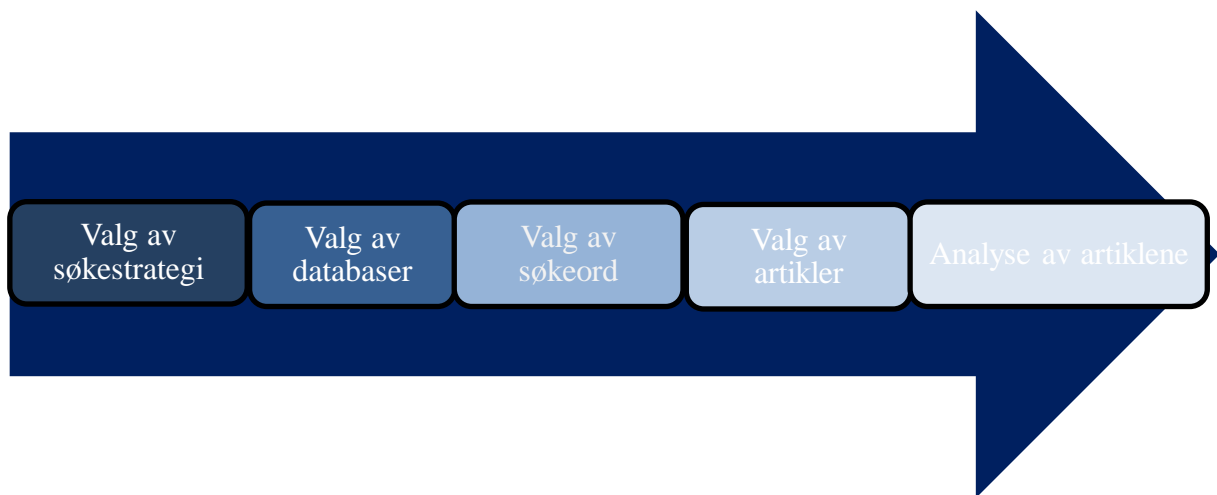 Valg av
søkestrategi
Valg av
databaser
Valg av
søkeord
Valg av
artikler
Analyse av artiklene